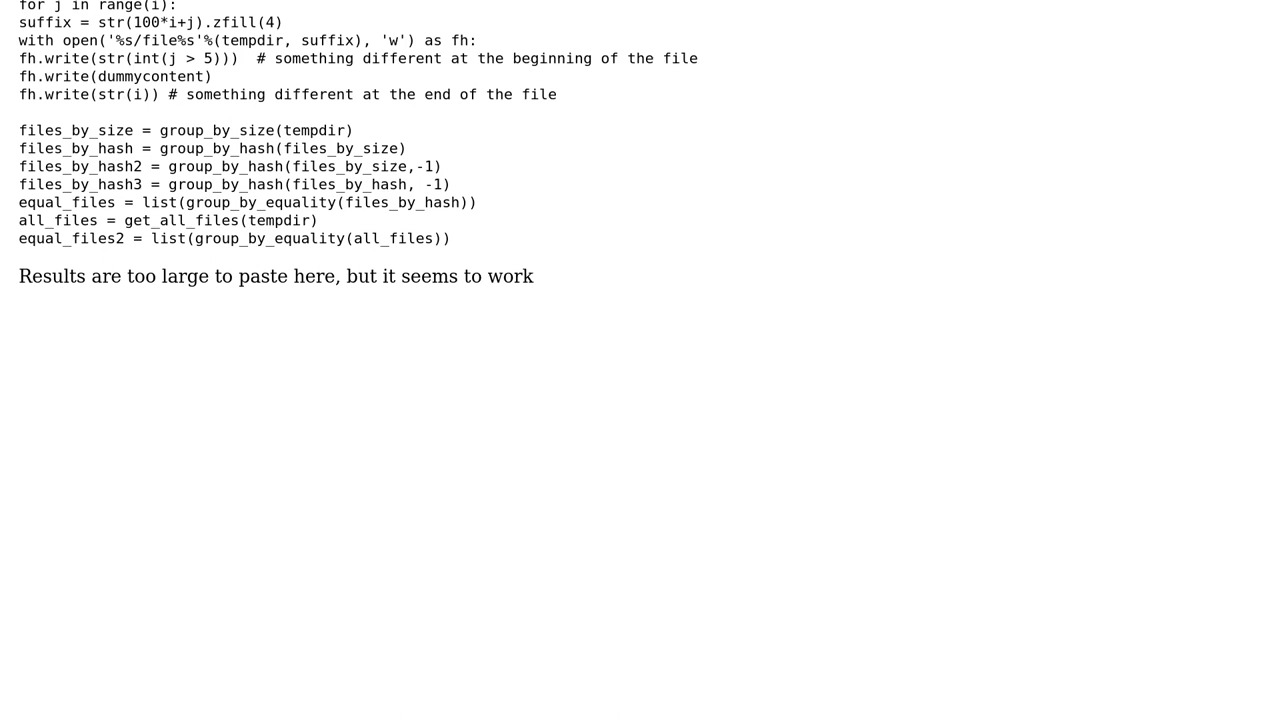 for j in range(i):
suffix = str(100*i+j).zfill(4)
with open('%s/file%s'%(tempdir, suffix), 'w') as fh:
fh.write(str(int(j > 5)))  # something different at the beginning of the file
fh.write(dummycontent)
fh.write(str(i)) # something different at the end of the file

files_by_size = group_by_size(tempdir)
files_by_hash = group_by_hash(files_by_size)
files_by_hash2 = group_by_hash(files_by_size,-1)
files_by_hash3 = group_by_hash(files_by_hash, -1)
equal_files = list(group_by_equality(files_by_hash))
all_files = get_all_files(tempdir)
equal_files2 = list(group_by_equality(all_files))

Results are too large to paste here, but it seems to work